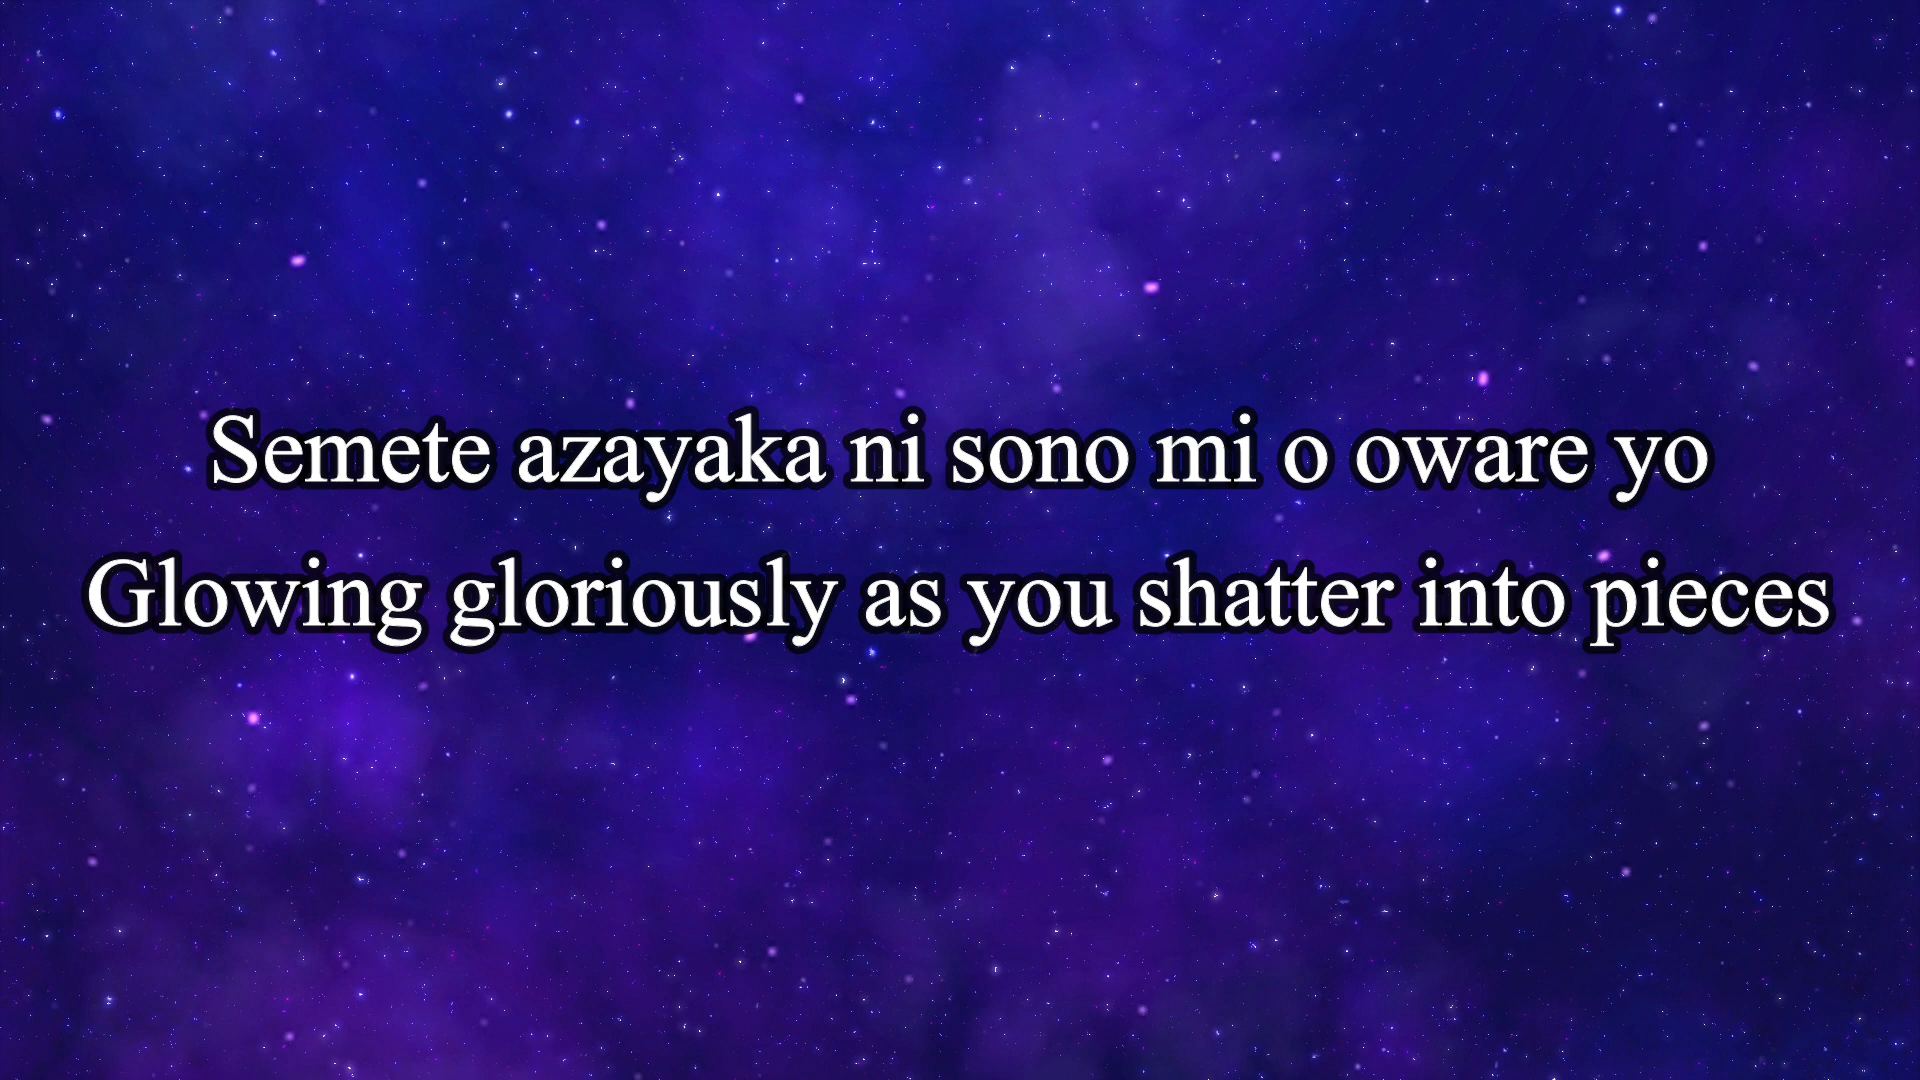 Semete azayaka ni sono mi o oware yo
Glowing gloriously as you shatter into pieces